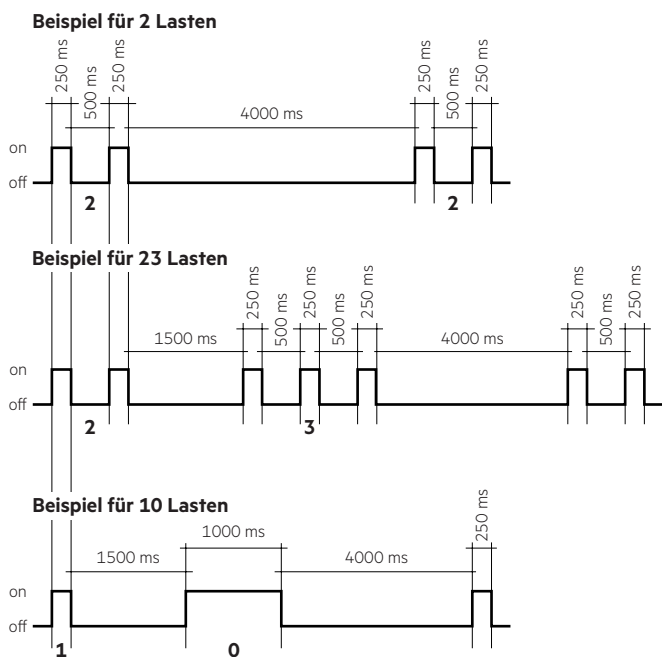 Beispiel für 2 Lasten
250 ms
500 ms
250 ms
4000 ms
250 ms
500 ms
250 ms
on
off
2
2
Beispiel für 23 Lasten
250 ms
500 ms
250 ms
500 ms
250 ms
250 ms
500 ms
250 ms
1500 ms
4000 ms
on
off
2
3
Beispiel für 10 Lasten
1000 ms
250 ms
1500 ms
4000 ms
on
off
1
0